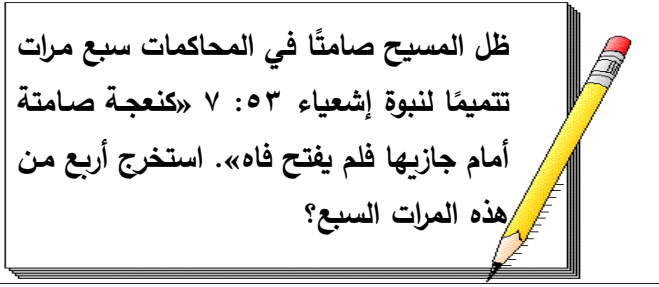 ظل المسيح صامتًا في المحاكمات سبع مرات
تتميمًا لنبوة إشعياء ٥٣: ٧ «كنعجة صامتة
أمام جازيها فلم يفتح فاه». استخرج أربع من
هذه المرات السبع؟